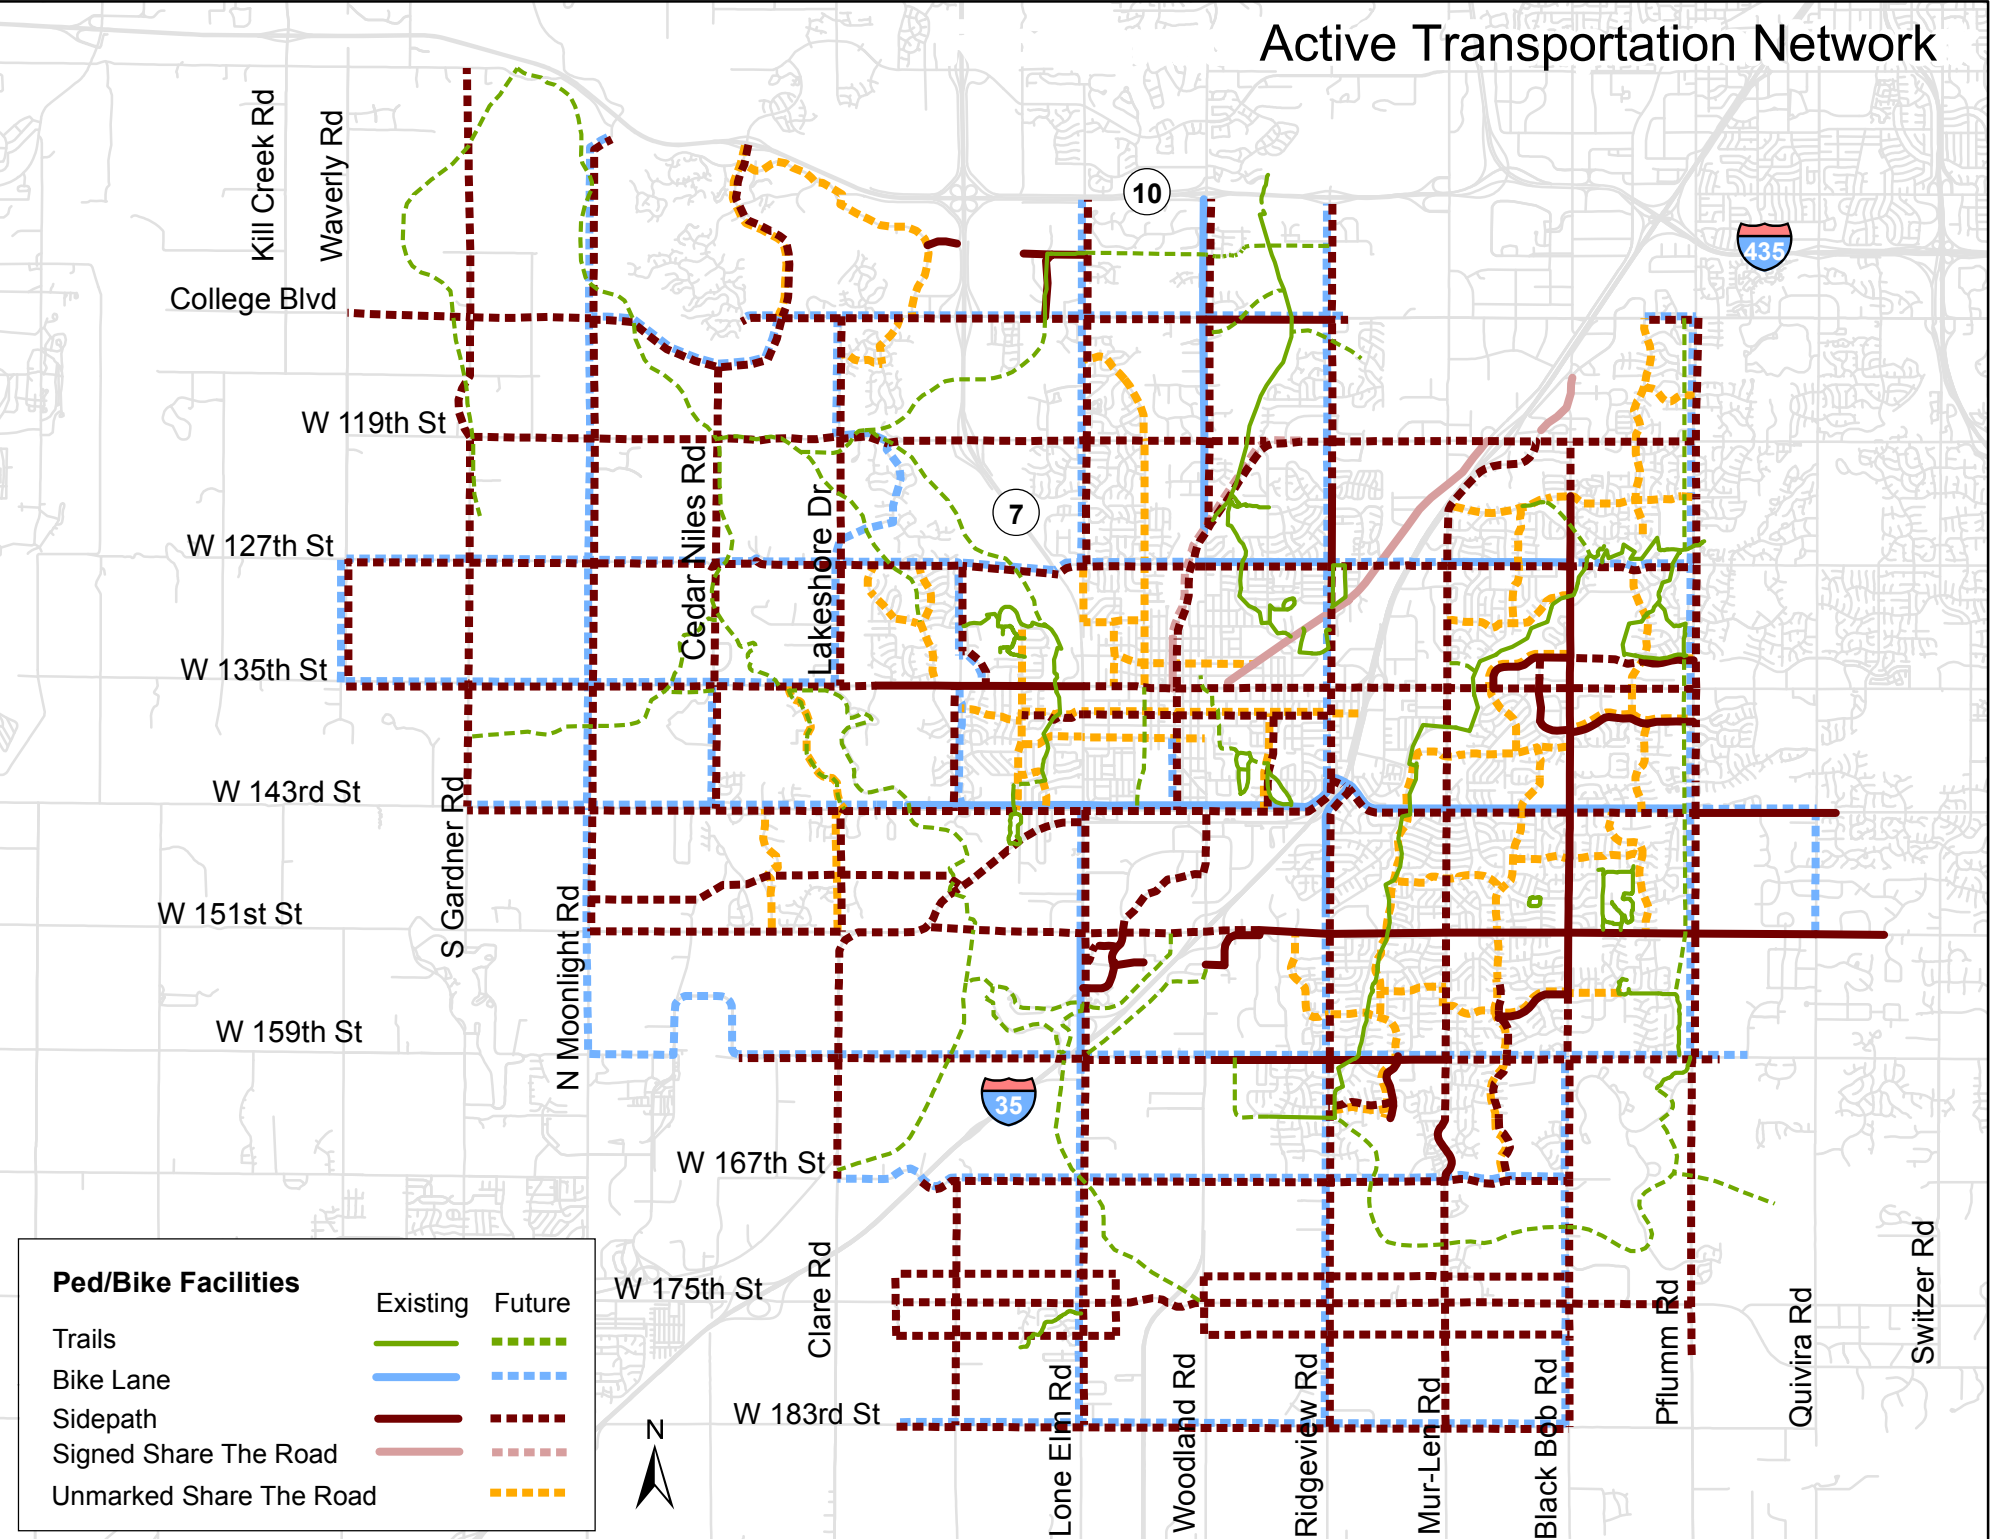 Active Transportation Network
Kill Creek Rd
Waverly Rd
10
435
College Blvd
W 119th St
Cedar Niles Rd
Lakeshore Dr
7
W 127th St
W 135th St
W 143rd St
S Gardner Rd
N Moonlight Rd
W 151st St
W 159th St
35
W 167th St
Clare Rd
W 175th St
W 183rd St
Lone Elm Rd
Woodland Rd
Ridgeview Rd
Mur-Len Rd
Black Bob Rd
Pflumm Rd
Quivira Rd
Switzer Rd
N
Ped/Bike Facilities
Existing Future
Trails
Bike Lane
Sidepath
Signed Share The Road
Unmarked Share The Road